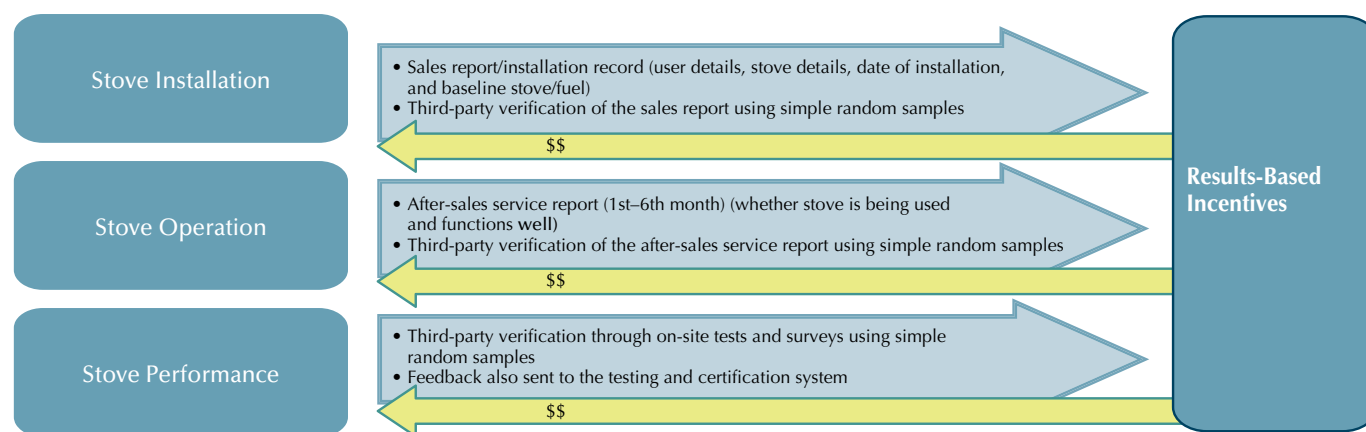 Stove Installation
• Sales report/installation record (user details, stove details, date of installation,
and baseline stove/fuel)
• Third-party verification of the sales report using simple random samples
$$
Stove Operation
• After-sales service report (1st–6th month) (whether stove is being used
and functions well)
• Third-party verification of the after-sales service report using simple random samples
$$
Stove Performance
• Third-party verification through on-site tests and surveys using simple
random samples
• Feedback also sent to the testing and certification system
$$
Results-Based
Incentives